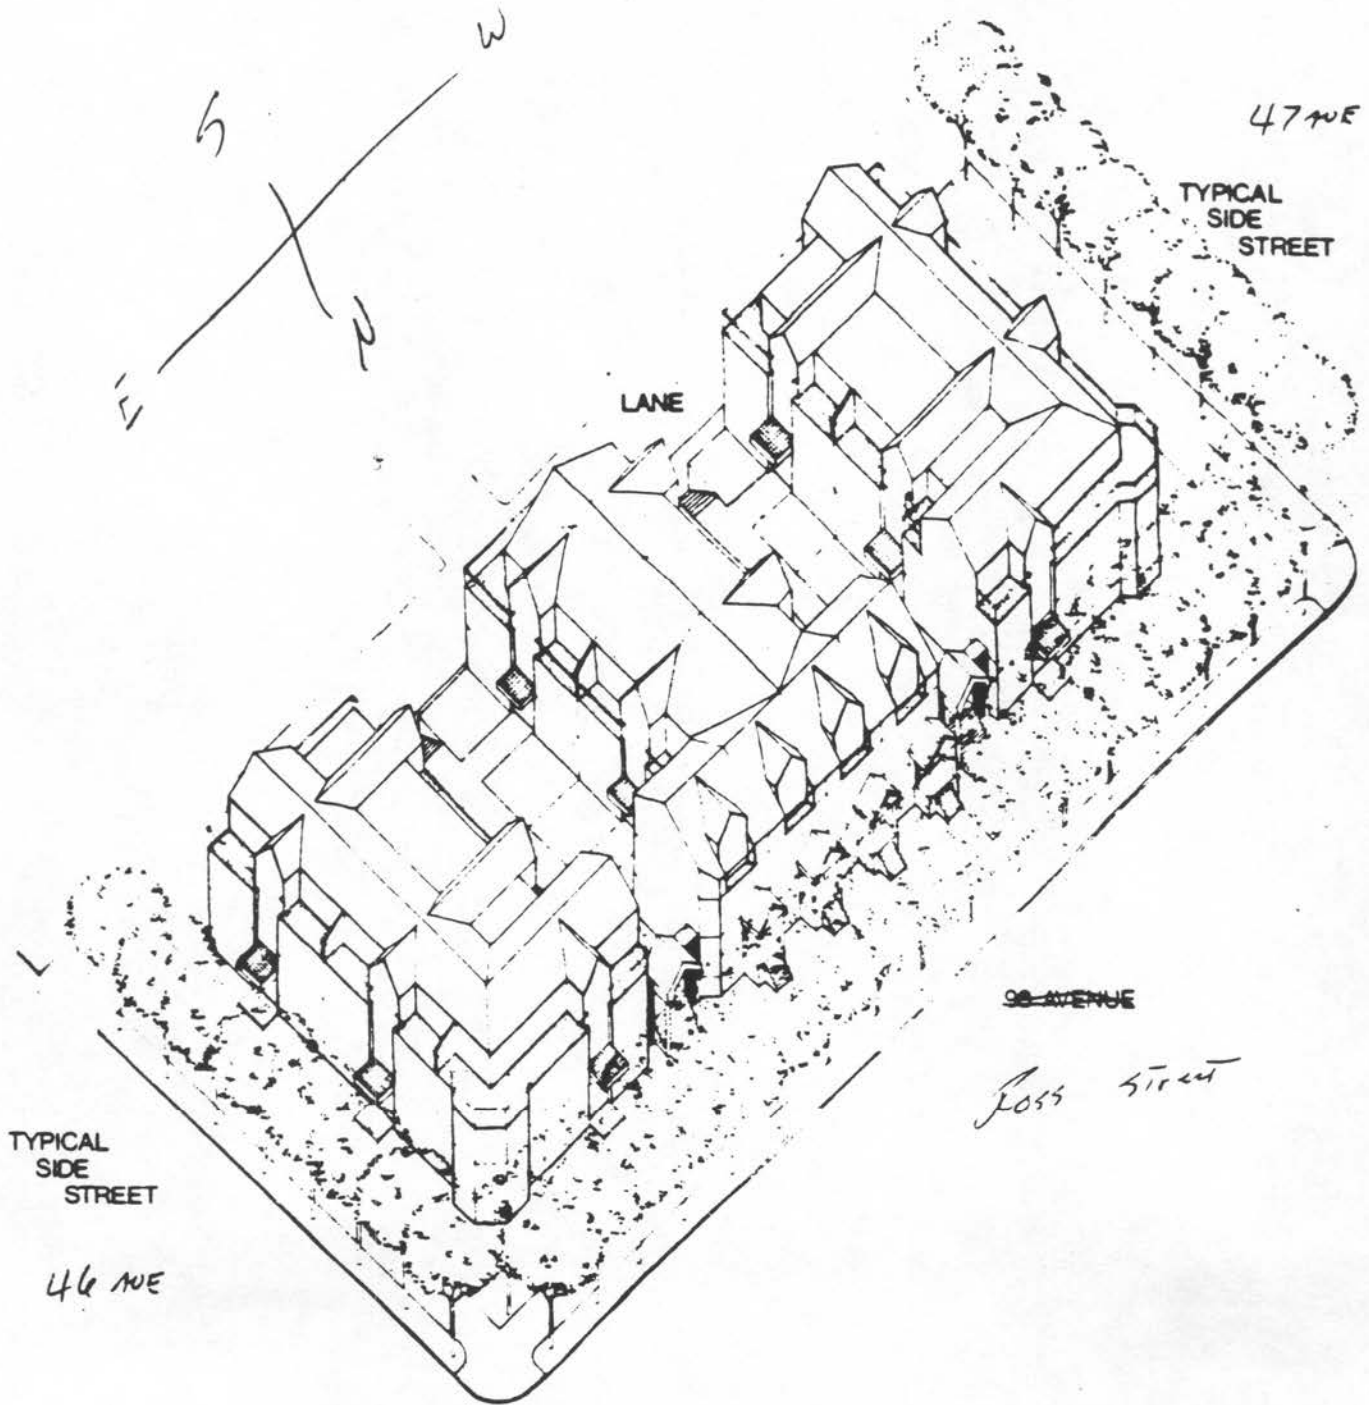 W
S
47 AVE
TYPICAL
SIDE
STREET
N
E
LANE
98 AVENUE
Ross Street
TYPICAL
SIDE
STREET
46 AVE